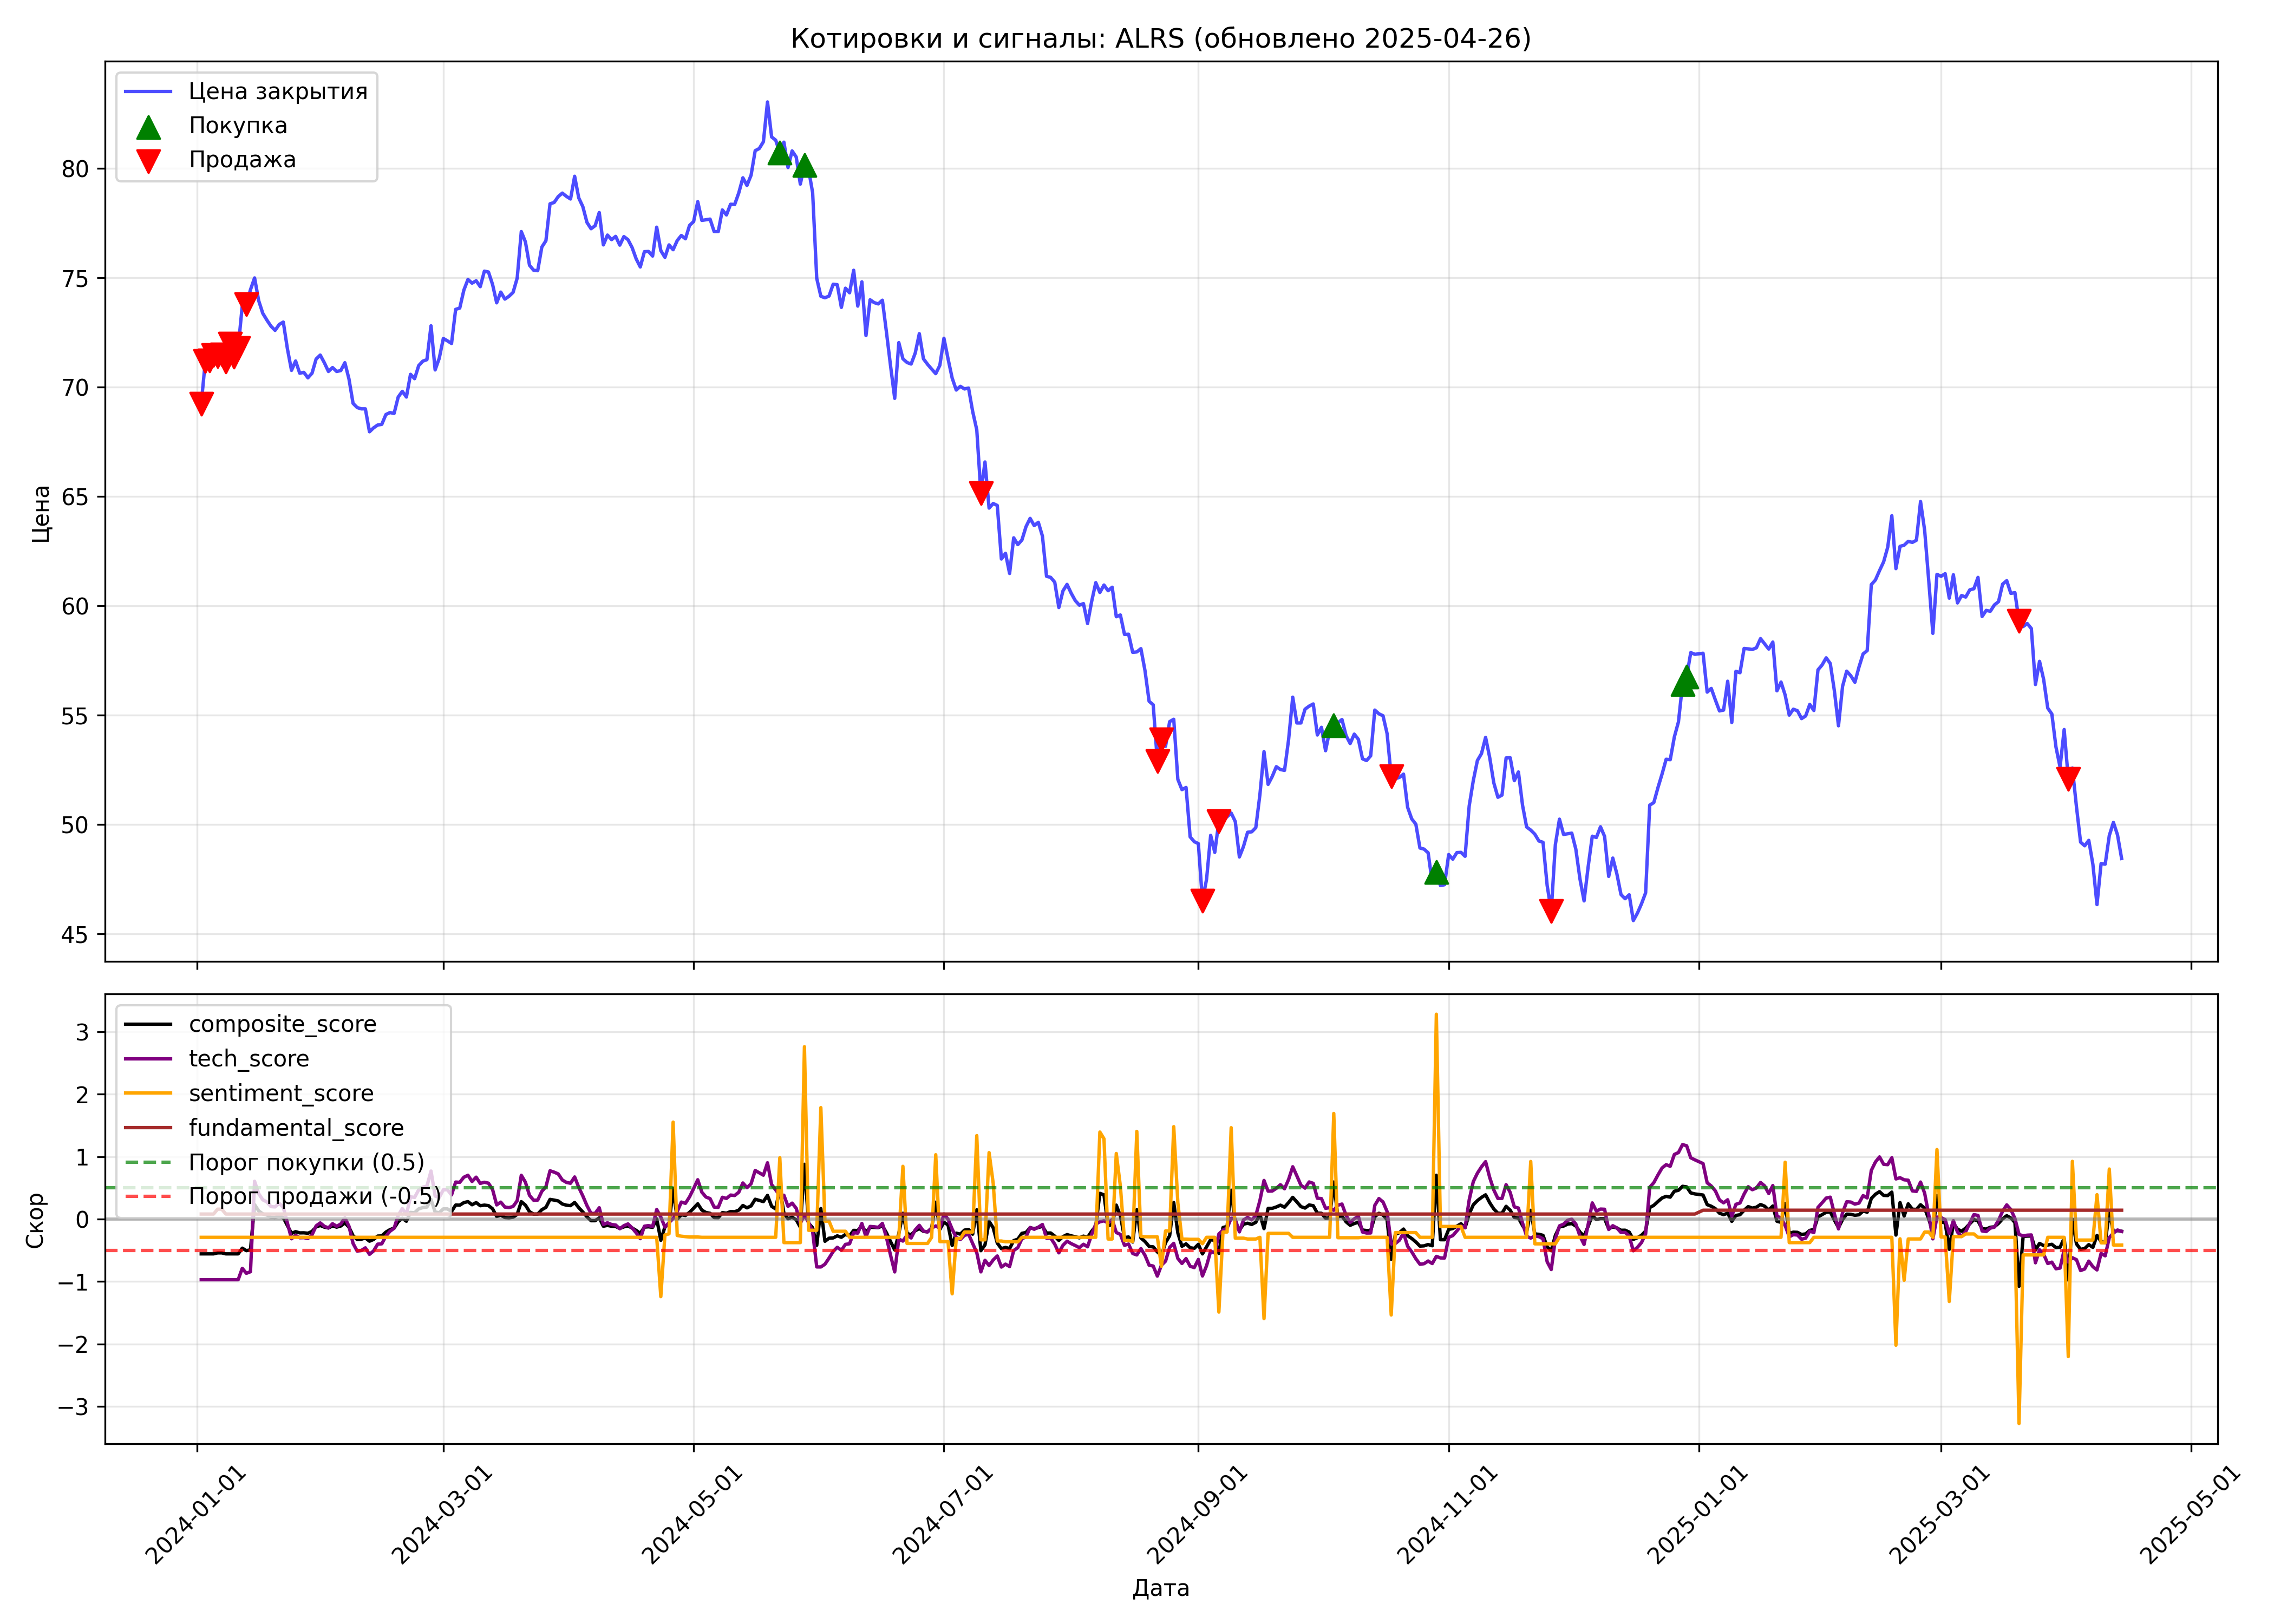 Котировки и сигналы: ALRS (обновлено 2025-04-26)
Цена закрытия
Покупка
Продажа
Цена
80
75
70
65
60
55
50
45
composite_score
tech_score
sentiment_score
fundamental_score
Порог покупки (0.5)
Порог продажи (-0.5)
Скор
3
2
1
0
−1
−2
−3
2024-01-01
2024-03-01
2024-05-01
2024-07-01
2024-09-01
2024-11-01
2025-01-01
2025-03-01
2025-05-01
Дата